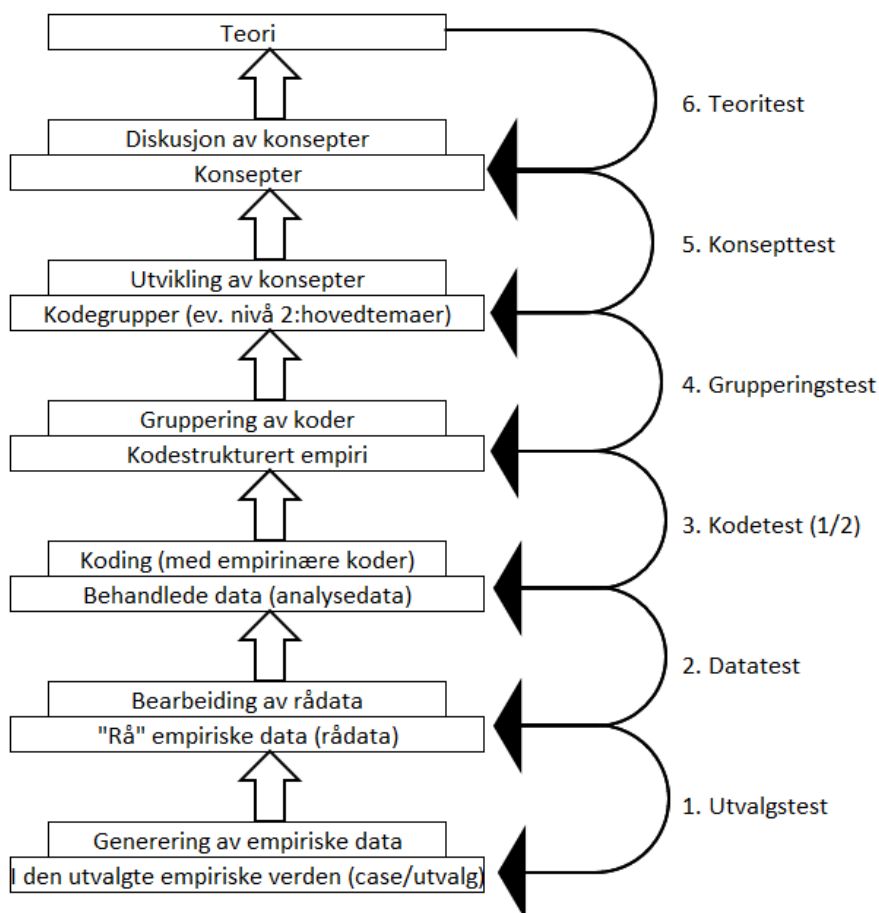 Teori
6. Teoritest
Diskusjon av konsepter
Konsepter
5. Konsepttest
Utvikling av konsepter
Kodegrupper (ev. nivå 2:hovedtemaer)
4. Grupperingstest
Gruppering av koder
Kodestrukturert empiri
3. Kodetest (1/2)
Koding (med empirinære koder)
Behandlede data (analysedata)
2. Datatest
Bearbeiding av rådata
"Rå" empiriske data (rådata)
1. Utvalgstest
Generering av empiriske data
I den utvalgte empiriske verden (case/utvalg)